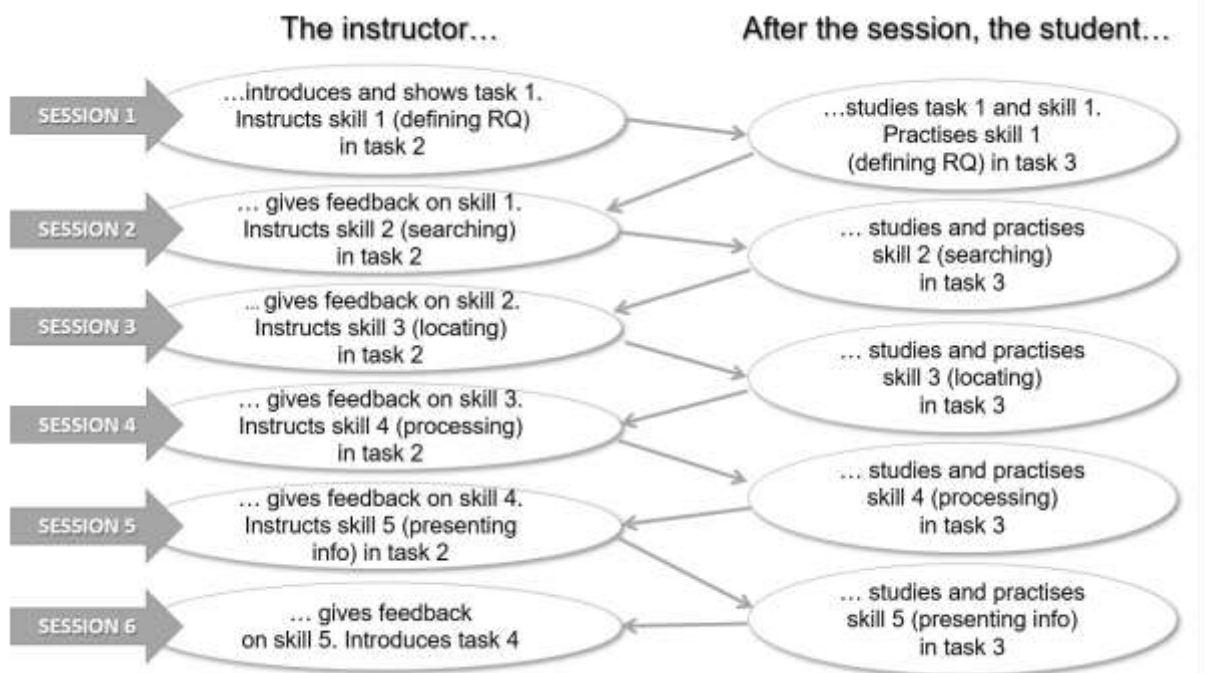 The instructor…
After the session, the student…
SESSION 1
…introduces and shows task 1.
Instructs skill 1 (defining RQ)
in task 2
…studies task 1 and skill 1.
Practises skill 1
(defining RQ) in task 3
SESSION 2
… gives feedback on skill 1.
Instructs skill 2 (searching)
in task 2
… studies and practises
skill 2 (searching)
in task 3
SESSION 3
... gives feedback on skill 2.
Instructs skill 3 (locating)
in task 2
… studies and practises
skill 3 (locating)
in task 3
SESSION 4
… gives feedback on skill 3.
Instructs skill 4 (processing)
in task 2
… studies and practises
skill 4 (processing)
in task 3
SESSION 5
… gives feedback on skill 4.
Instructs skill 5 (presenting
info) in task 2
… studies and practises
skill 5 (presenting info)
in task 3
SESSION 6
… gives feedback
on skill 5. Introduces task 4